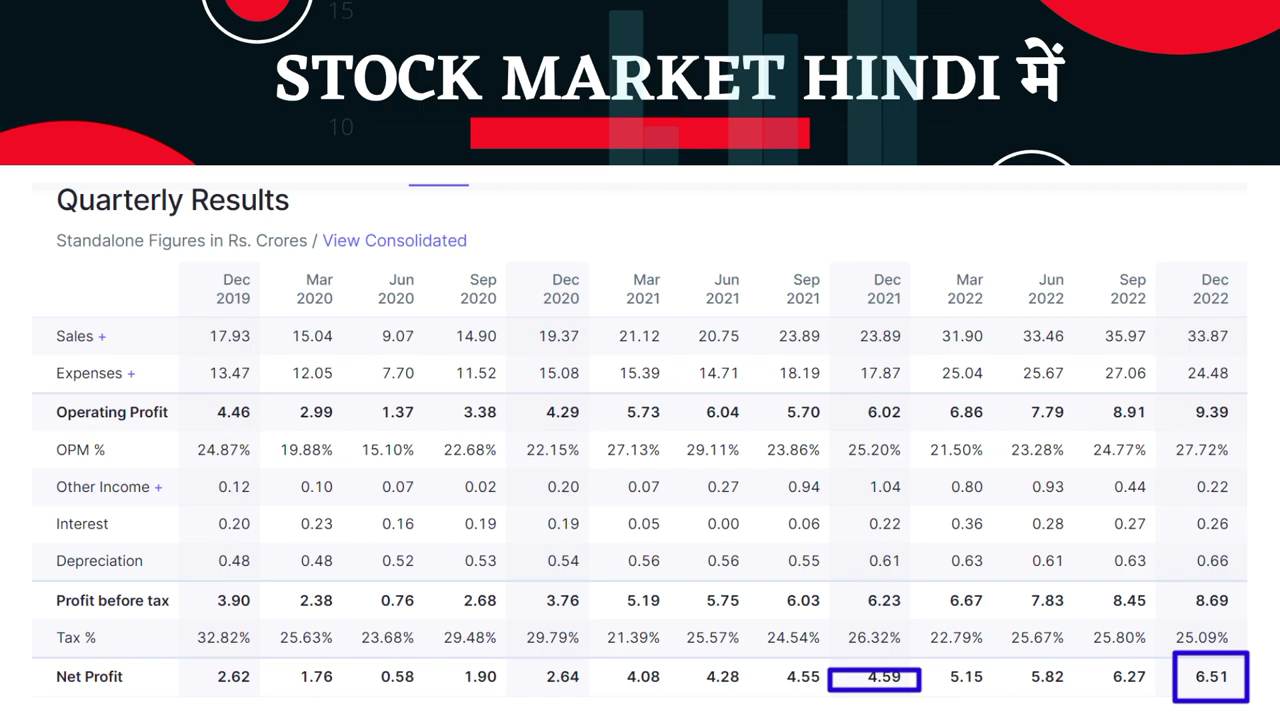 15
STOCK MARKET HINDI में
10
Quarterly Results
Standalone Figures in Rs. Crores / View Consolidated
Dec 2019 Mar 2020 Jun 2020 Sep 2020 Dec 2020 Mar 2021 Jun 2021 Sep 2021 Dec 2021 Mar 2022 Jun 2022 Sep 2022 Dec 2022
Sales + 17.93 15.04 9.07 14.90 19.37 21.12 20.75 23.89 23.89 31.90 33.46 35.97 33.87
Expenses + 13.47 12.05 7.70 11.52 15.08 15.39 14.71 18.19 17.87 25.04 25.67 27.06 24.48
Operating Profit 4.46 2.99 1.37 3.38 4.29 5.73 6.04 5.70 6.02 6.86 7.79 8.91 9.39
OPM % 24.87% 19.88% 15.10% 22.68% 22.15% 27.13% 29.11% 23.86% 25.20% 21.50% 23.28% 24.77% 27.72%
Other Income + 0.12 0.10 0.07 0.02 0.20 0.07 0.27 0.94 1.04 0.80 0.93 0.44 0.22
Interest 0.20 0.23 0.16 0.19 0.19 0.05 0.00 0.06 0.22 0.36 0.28 0.27 0.26
Depreciation 0.48 0.48 0.52 0.53 0.54 0.56 0.56 0.55 0.61 0.63 0.61 0.63 0.66
Profit before tax 3.90 2.38 0.76 2.68 3.76 5.19 5.75 6.03 6.23 6.67 7.83 8.45 8.69
Tax % 32.82% 25.63% 23.68% 29.48% 29.79% 21.39% 25.57% 24.54% 26.32% 22.79% 25.67% 25.80% 25.09%
Net Profit 2.62 1.76 0.58 1.90 2.64 4.08 4.28 4.55 4.59 5.15 5.82 6.27 6.51